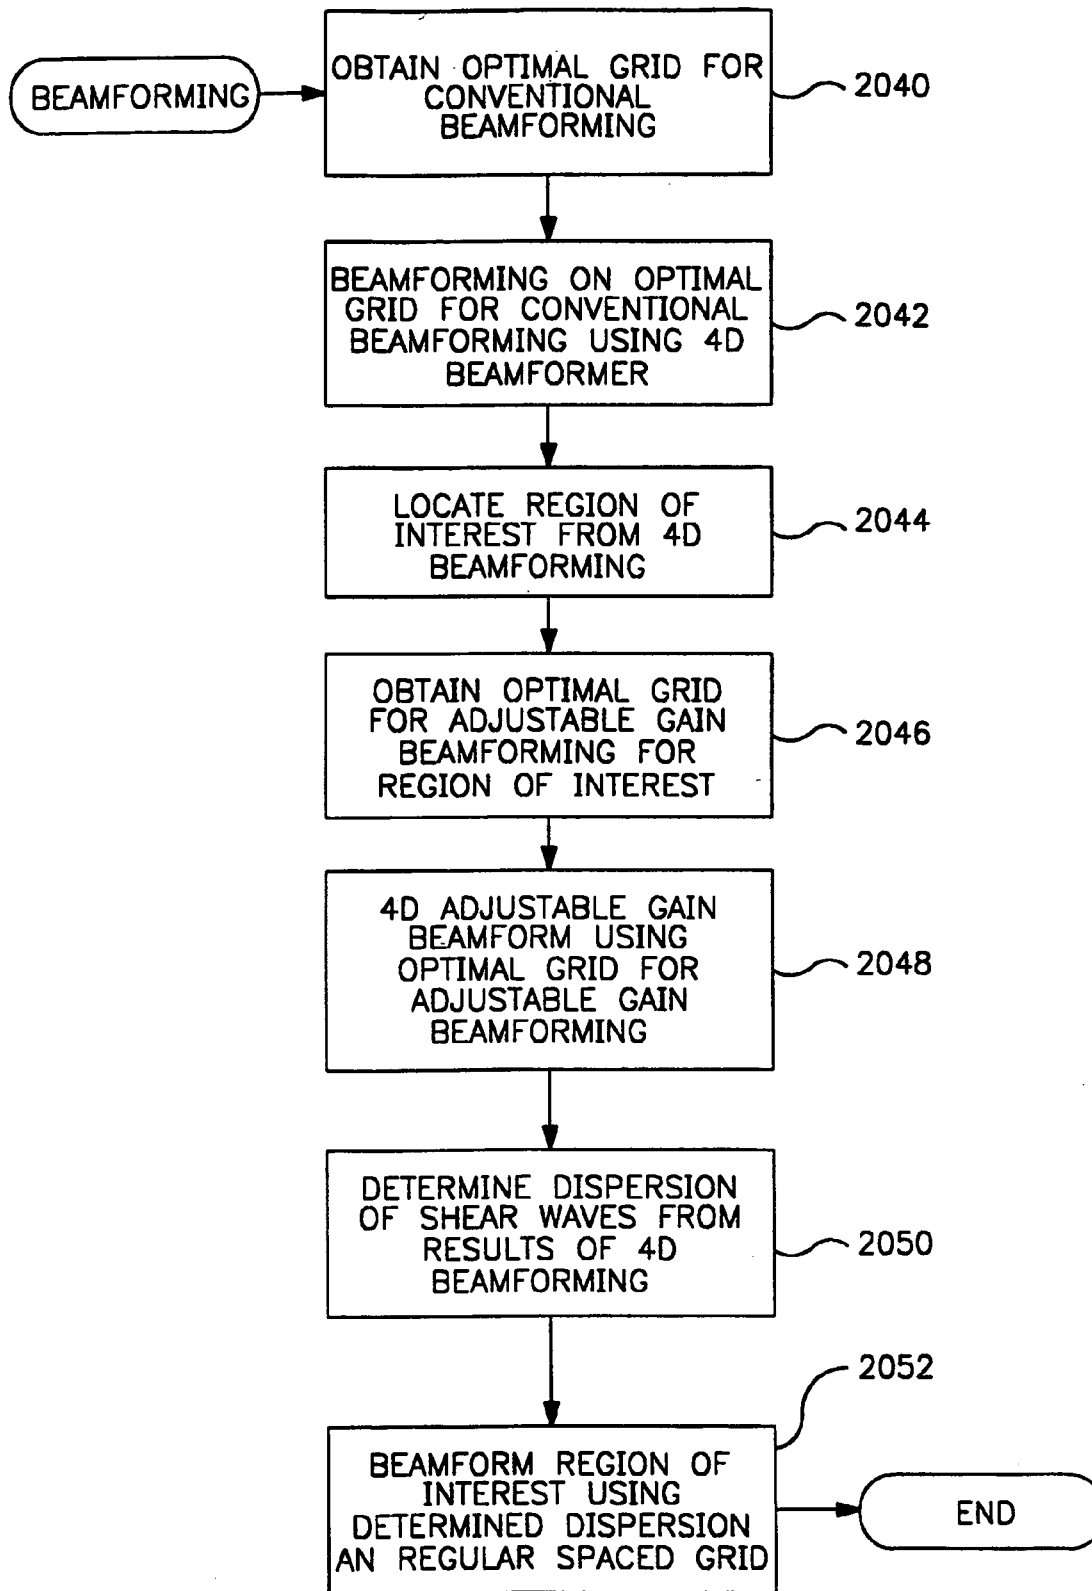 BEAMFORMING
OBTAIN OPTIMAL GRID FOR
CONVENTIONAL
BEAMFORMING
2040
BEAMFORMING ON OPTIMAL
GRID FOR CONVENTIONAL
BEAMFORMING USING 4D
BEAMFORMER
2042
LOCATE REGION OF
INTEREST FROM 4D
BEAMFORMING
2044
OBTAIN OPTIMAL GRID
FOR ADJUSTABLE GAIN
BEAMFORMING FOR
REGION OF INTEREST
2046
4D ADJUSTABLE GAIN
BEAMFORM USING
OPTIMAL GRID FOR
ADJUSTABLE GAIN
BEAMFORMING
2048
DETERMINE DISPERSION
OF SHEAR WAVES FROM
RESULTS OF 4D
BEAMFORMING
2050
2052
BEAMFORM REGION OF
INTEREST USING
DETERMINED DISPERSION
AN REGULAR SPACED GRID
END